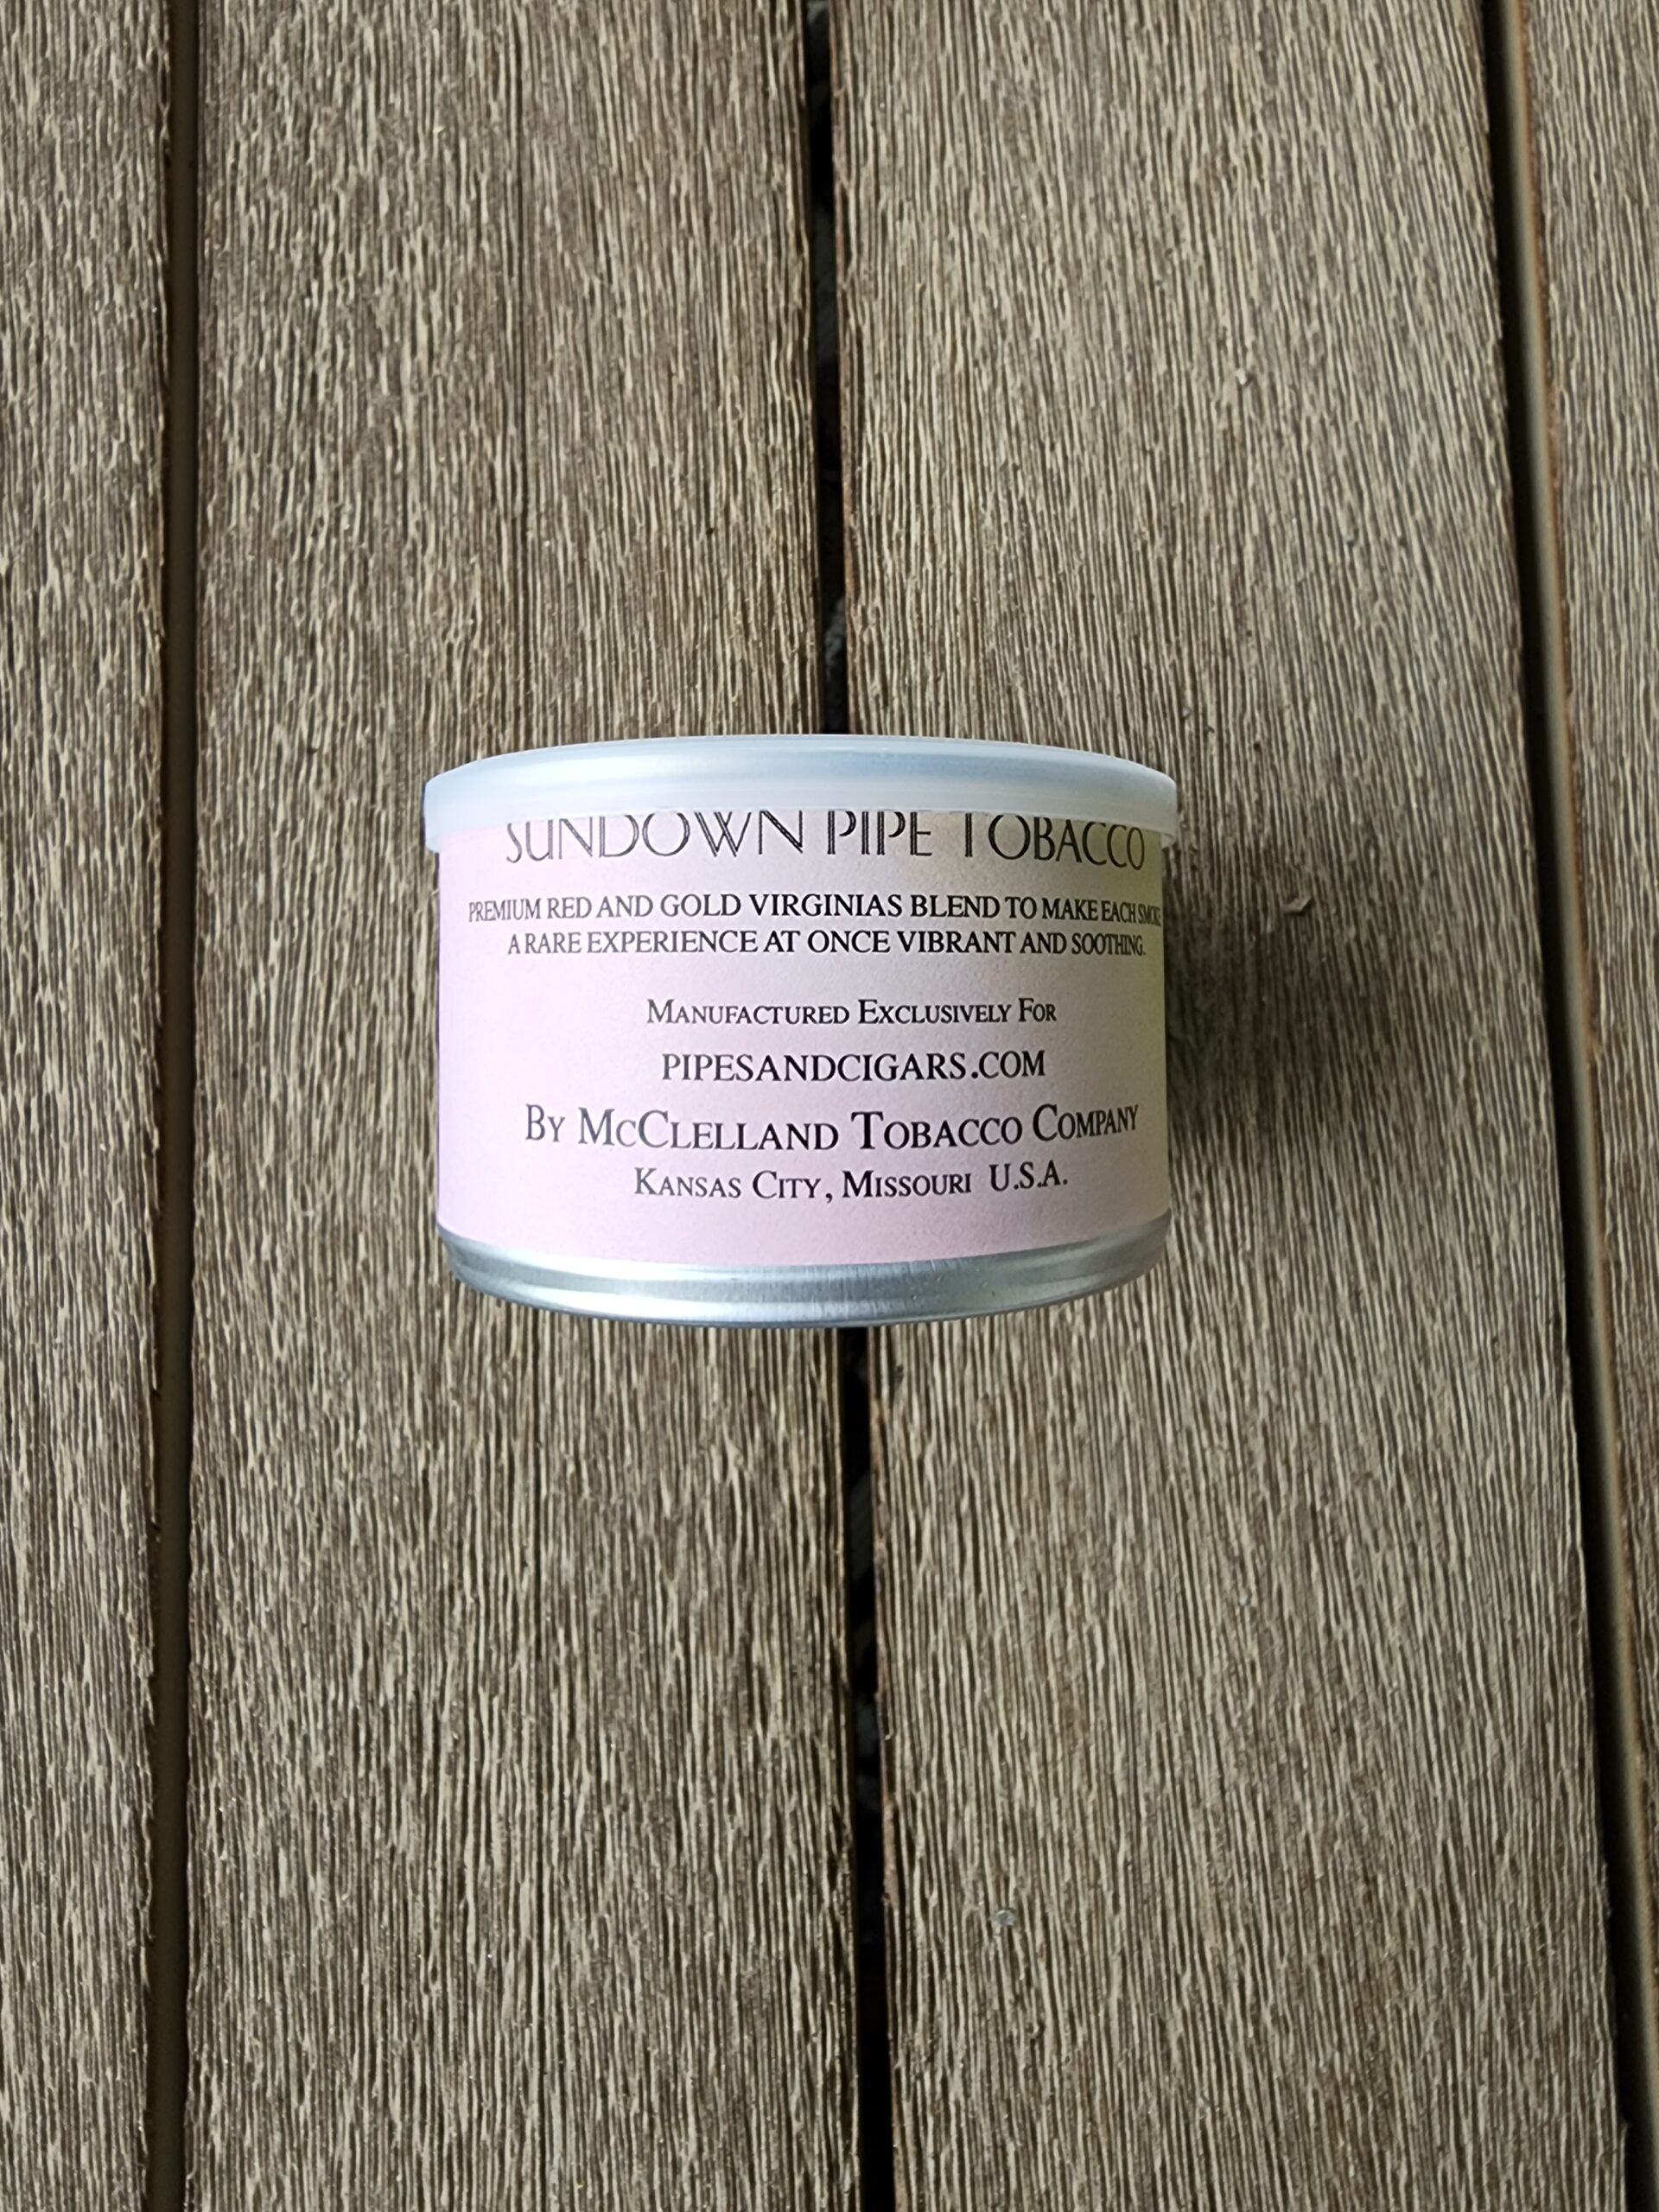 SUNDOWN PIPE TOBACCO
PREMIUM RED AND GOLD VIRGINIAS BLEND TO MAKE EACH SMOKE
A RARE EXPERIENCE AT ONCE VIBRANT AND SOOTHING.
MANUFACTURED EXCLUSIVELY FOR
PIPESANDCIGARS.COM
BY MCCLELLAND TOBACCO COMPANY
KANSAS CITY, MISSOURI U.S.A.